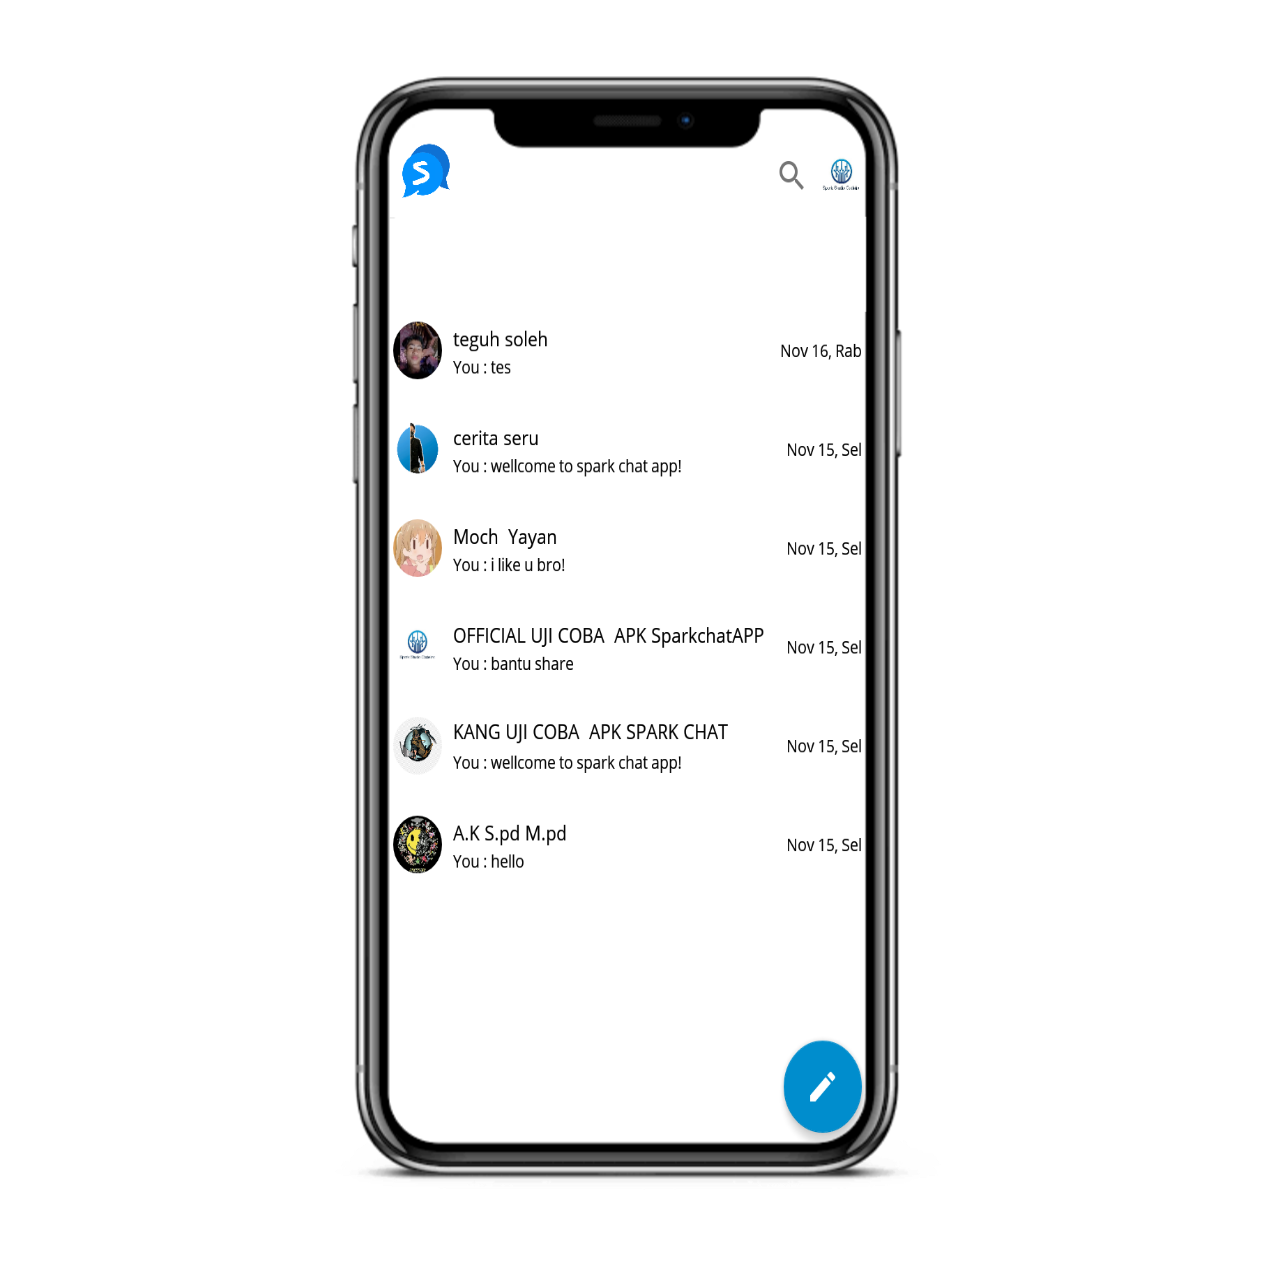 S
teguh soleh
You : tes
Nov 16, Rab
cerita seru
You : wellcome to spark chat app!
Nov 15, Sel
Moch  Yayan
You : i like u bro!
Nov 15, Sel
OFFICIAL UJI COBA  APK SparkchatAPP
You : bantu share
Nov 15, Sel
KANG UJI COBA  APK SPARK CHAT
You : wellcome to spark chat app!
Nov 15, Sel
A.K S.pd M.pd
You : hello
Nov 15, Sel